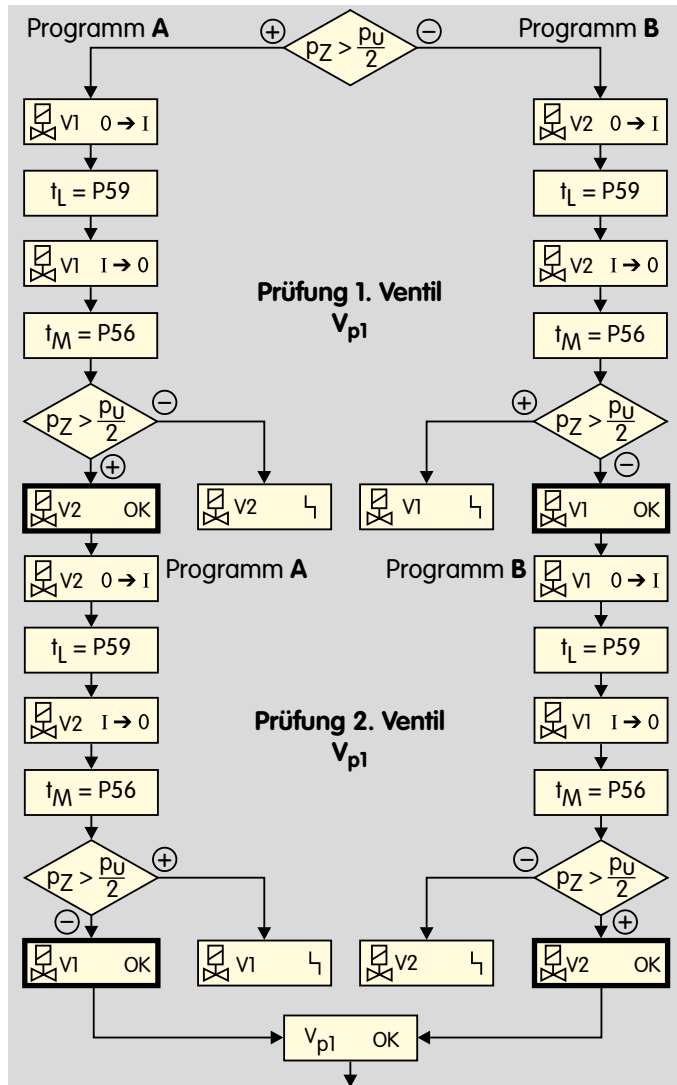 Programm A
+
pZ > pU/2
−
Programm B
V1 0 → I
V2 0 → I
tL = P59
tL = P59
V1 I → 0
V2 I → 0
Prüfung 1. Ventil
Vp1
tM = P56
tM = P56
pZ > pU/2
−
+
pZ > pU/2
+
−
V2 OK
V2
V1
V1 OK
V2 0 → I
Programm A
Programm B
V1 0 → I
tL = P59
tL = P59
V2 I → 0
V1 I → 0
Prüfung 2. Ventil
Vp1
tM = P56
tM = P56
pZ > pU/2
+
−
pZ > pU/2
−
+
V1 OK
V1
V2
V2 OK
Vp1 OK